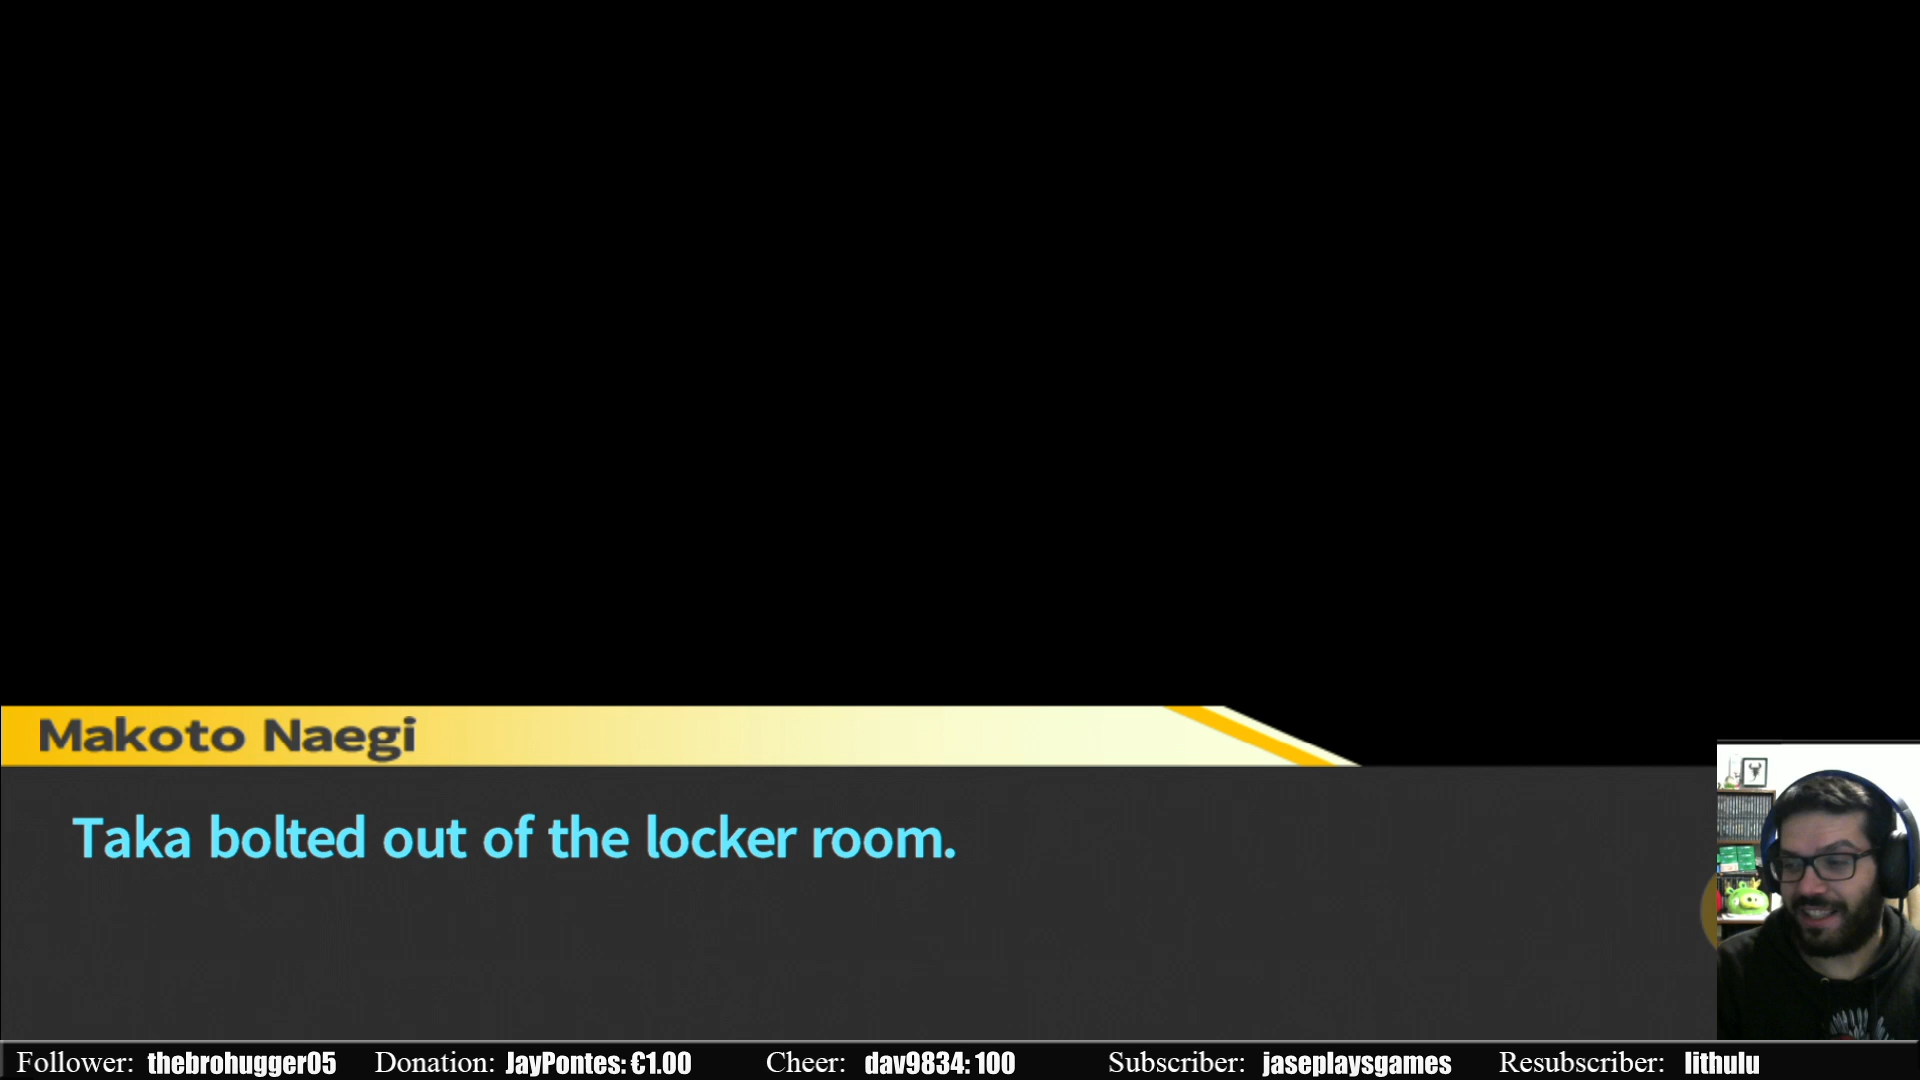 Makoto Naegi
Taka bolted out of the locker room.
Follower: thebrohugger05 Donation: JayPontes: €1.00 Cheer: dav9834: 100 Subscriber: jaseplaysgames Resubscriber: lithulu